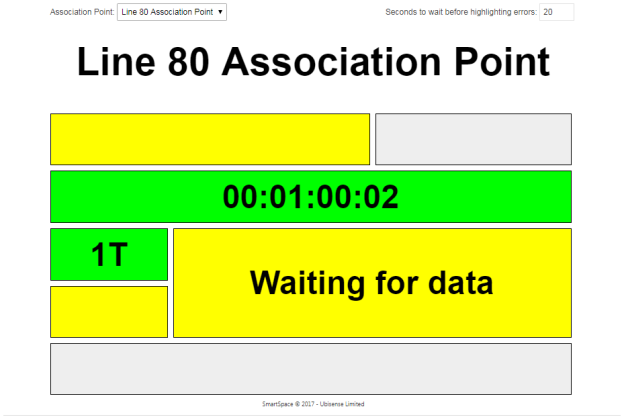 Association Point: Line 80 Association Point ▼ Seconds to wait before highlighting errors: 20
Line 80 Association Point
00:01:00:02
1T
Waiting for data
SmartSpace © 2017 - Ubisense Limited